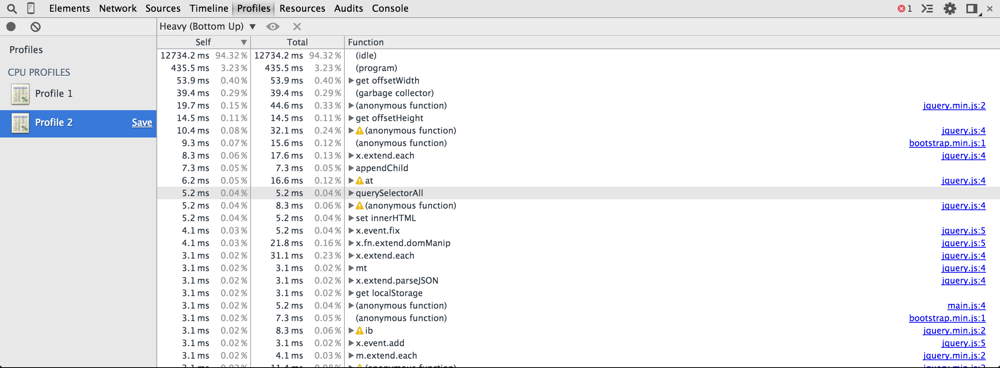 Elements Network Sources Timeline Profiles Resources Audits Console 1
Heavy (Bottom Up)
Profiles
CPU PROFILES
Profile 1
Profile 2 Save
Self Total Function
12734.2 ms 94.32% 12734.2 ms 94.32% (idle)
435.5 ms 3.23% 435.5 ms 3.23% (program)
53.9 ms 0.40% 53.9 ms 0.40% get offsetWidth
39.4 ms 0.29% 39.4 ms 0.29% (garbage collector)
19.7 ms 0.15% 44.6 ms 0.33% (anonymous function) jquery.min.js:2
14.5 ms 0.11% 14.5 ms 0.11% get offsetHeight
10.4 ms 0.08% 32.1 ms 0.24% (anonymous function) jquery.js:4
9.3 ms 0.07% 15.6 ms 0.12% (anonymous function) bootstrap.min.js:1
8.3 ms 0.06% 17.6 ms 0.13% x.extend.each jquery.js:4
7.3 ms 0.05% 7.3 ms 0.05% appendChild
6.2 ms 0.05% 16.6 ms 0.12% at jquery.js:4
5.2 ms 0.04% 5.2 ms 0.04% querySelectorAll
5.2 ms 0.04% 8.3 ms 0.06% (anonymous function) jquery.js:4
5.2 ms 0.04% 5.2 ms 0.04% set innerHTML
4.1 ms 0.03% 5.2 ms 0.04% x.event.fix jquery.js:5
4.1 ms 0.03% 21.8 ms 0.16% x.fn.extend.domManip jquery.js:5
3.1 ms 0.02% 31.1 ms 0.23% x.extend.each jquery.js:4
3.1 ms 0.02% 3.1 ms 0.02% mt jquery.js:4
3.1 ms 0.02% 3.1 ms 0.02% x.extend.parseJSON jquery.js:4
3.1 ms 0.02% 3.1 ms 0.02% get localStorage
3.1 ms 0.02% 5.2 ms 0.04% (anonymous function) main.js:4
3.1 ms 0.02% 7.3 ms 0.05% (anonymous function) bootstrap.min.js:1
3.1 ms 0.02% 8.3 ms 0.06% ib jquery.min.js:2
3.1 ms 0.02% 3.1 ms 0.02% x.event.add jquery.js:5
3.1 ms 0.02% 4.1 ms 0.03% m.extend.each jquery.min.js:2